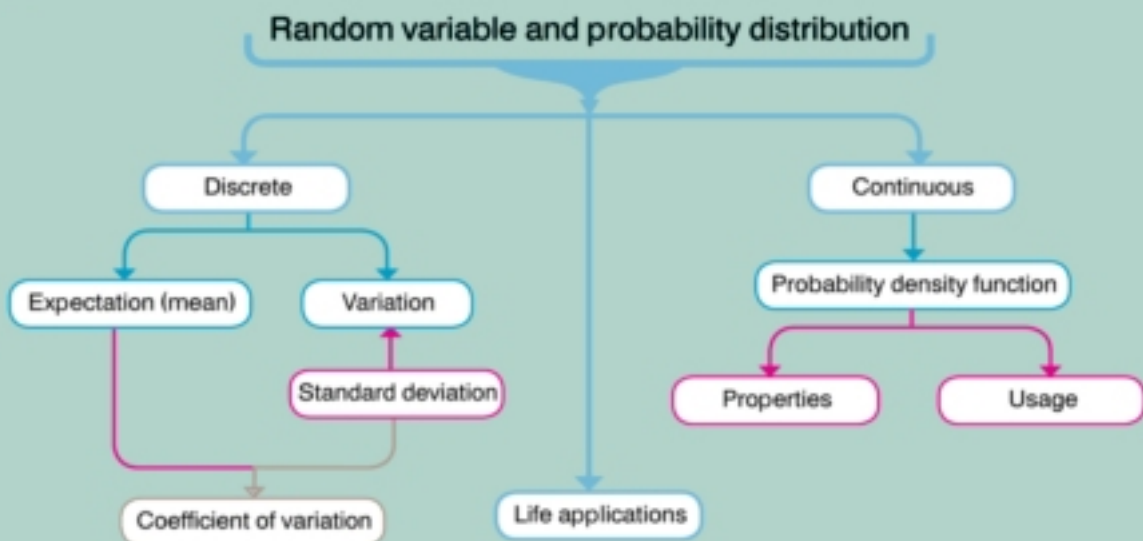 Random variable and probability distribution
Discrete
Continuous
Expectation (mean)
Variation
Probability density function
Standard deviation
Properties
Usage
Coefficient of variation
Life applications